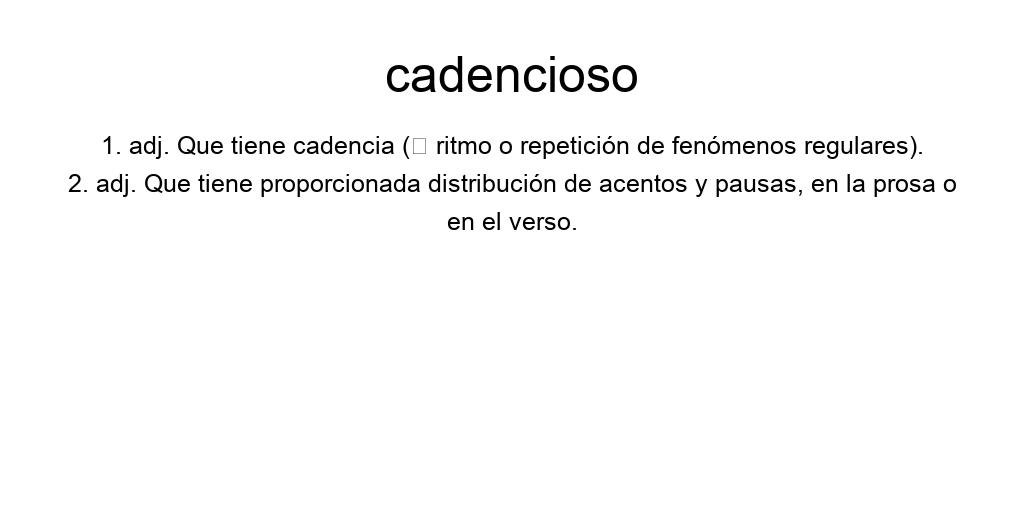 cadencioso
1. adj. Que tiene cadencia (□ ritmo o repetición de fenómenos regulares).
2. adj. Que tiene proporcionada distribución de acentos y pausas, en la prosa o
en el verso.